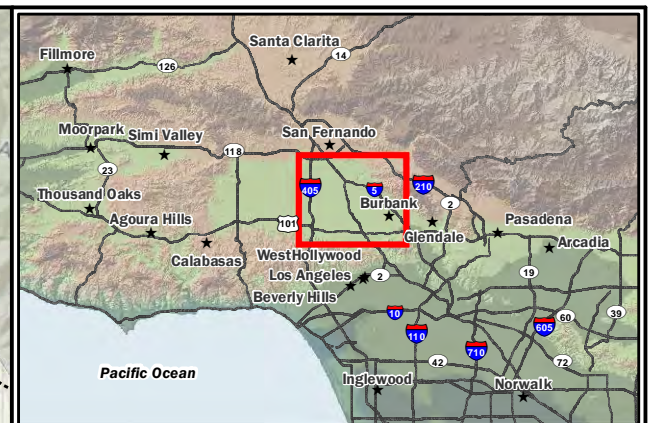 Santa Clarita
Fillmore
14
126
Moorpark
Simi Valley
San Fernando
118
23
405
5
210
Thousand Oaks
Burbank
2
101
Pasadena
Agoura Hills
Glendale
Arcadia
Calabasas
WestHollywood
Los Angeles
2
19
Beverly Hills
10
60
39
110
605
710
42
72
Pacific Ocean
Inglewood
Norwalk